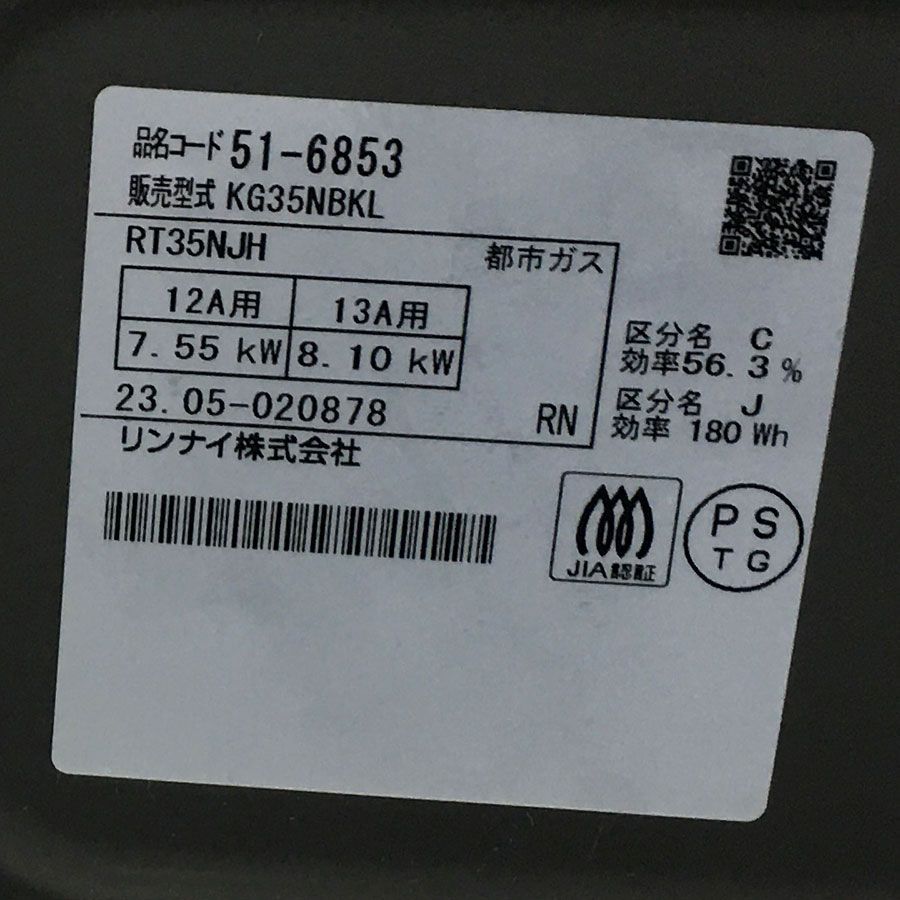 品名コード 51-6853
販売型式 KG35NBKL
RT35NJH 都市ガス
12A用 13A用
7.55 kW 8.10 kW
23.05-020878 RN
リンナイ株式会社
区分名 C
効率56.3%
区分名 J
効率 180 Wh
JIA認証
PS
TG